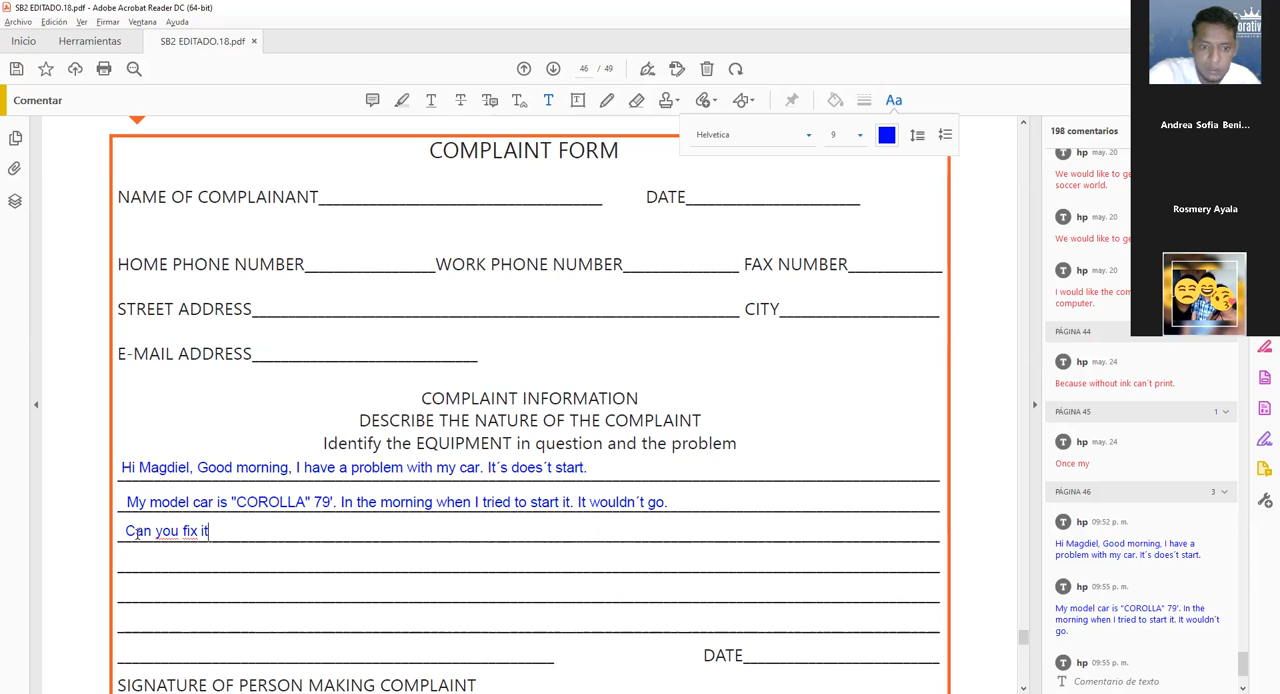 SB2 EDITADO.18.pdf - Adobe Acrobat Reader DC (64-bit)
Archivo Edición Ver Firmar Ventana Ayuda
Inicio Herramientas SB2 EDITADO.18.pdf ×
46 / 49
Comentar
Helvetica 9
COMPLAINT FORM
NAME OF COMPLAINANT DATE
HOME PHONE NUMBER WORK PHONE NUMBER FAX NUMBER
STREET ADDRESS CITY
E-MAIL ADDRESS
COMPLAINT INFORMATION
DESCRIBE THE NATURE OF THE COMPLAINT
Identify the EQUIPMENT in question and the problem
Hi Magdiel, Good morning, I have a problem with my car. It´s does´t start.
My model car is "COROLLA" 79'. In the morning when I tried to start it. It wouldn´t go.
Can you fix it
DATE
SIGNATURE OF PERSON MAKING COMPLAINT
198 comentarios
hp may. 20
We would like to ge
soccer world.
hp may. 20
We would like to ge
hp may. 20
I would like the com
computer.
PÁGINA 44
hp may. 24
Because without ink can´t print.
PÁGINA 45 1
hp may. 24
Once my
PÁGINA 46 3
hp 09:52 p. m.
Hi Magdiel, Good morning, I have a
problem with my car. It´s does´t start.
hp 09:55 p. m.
My model car is "COROLLA" 79'. In the
morning when I tried to start it. It wouldn´t
go.
hp 09:55 p. m.
Comentario de texto
Andrea Sofia Beni...
Rosmery Ayala